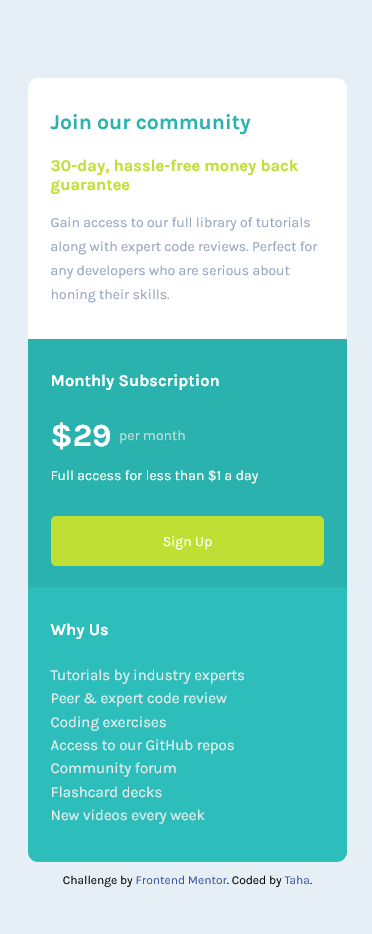 Join our community
30-day, hassle-free money back
guarantee
Gain access to our full library of tutorials
along with expert code reviews. Perfect for
any developers who are serious about
honing their skills.
Monthly Subscription
$29 per month
Full access for less than $1 a day
Sign Up
Why Us
Tutorials by industry experts
Peer & expert code review
Coding exercises
Access to our GitHub repos
Community forum
Flashcard decks
New videos every week
Challenge by Frontend Mentor. Coded by Taha.